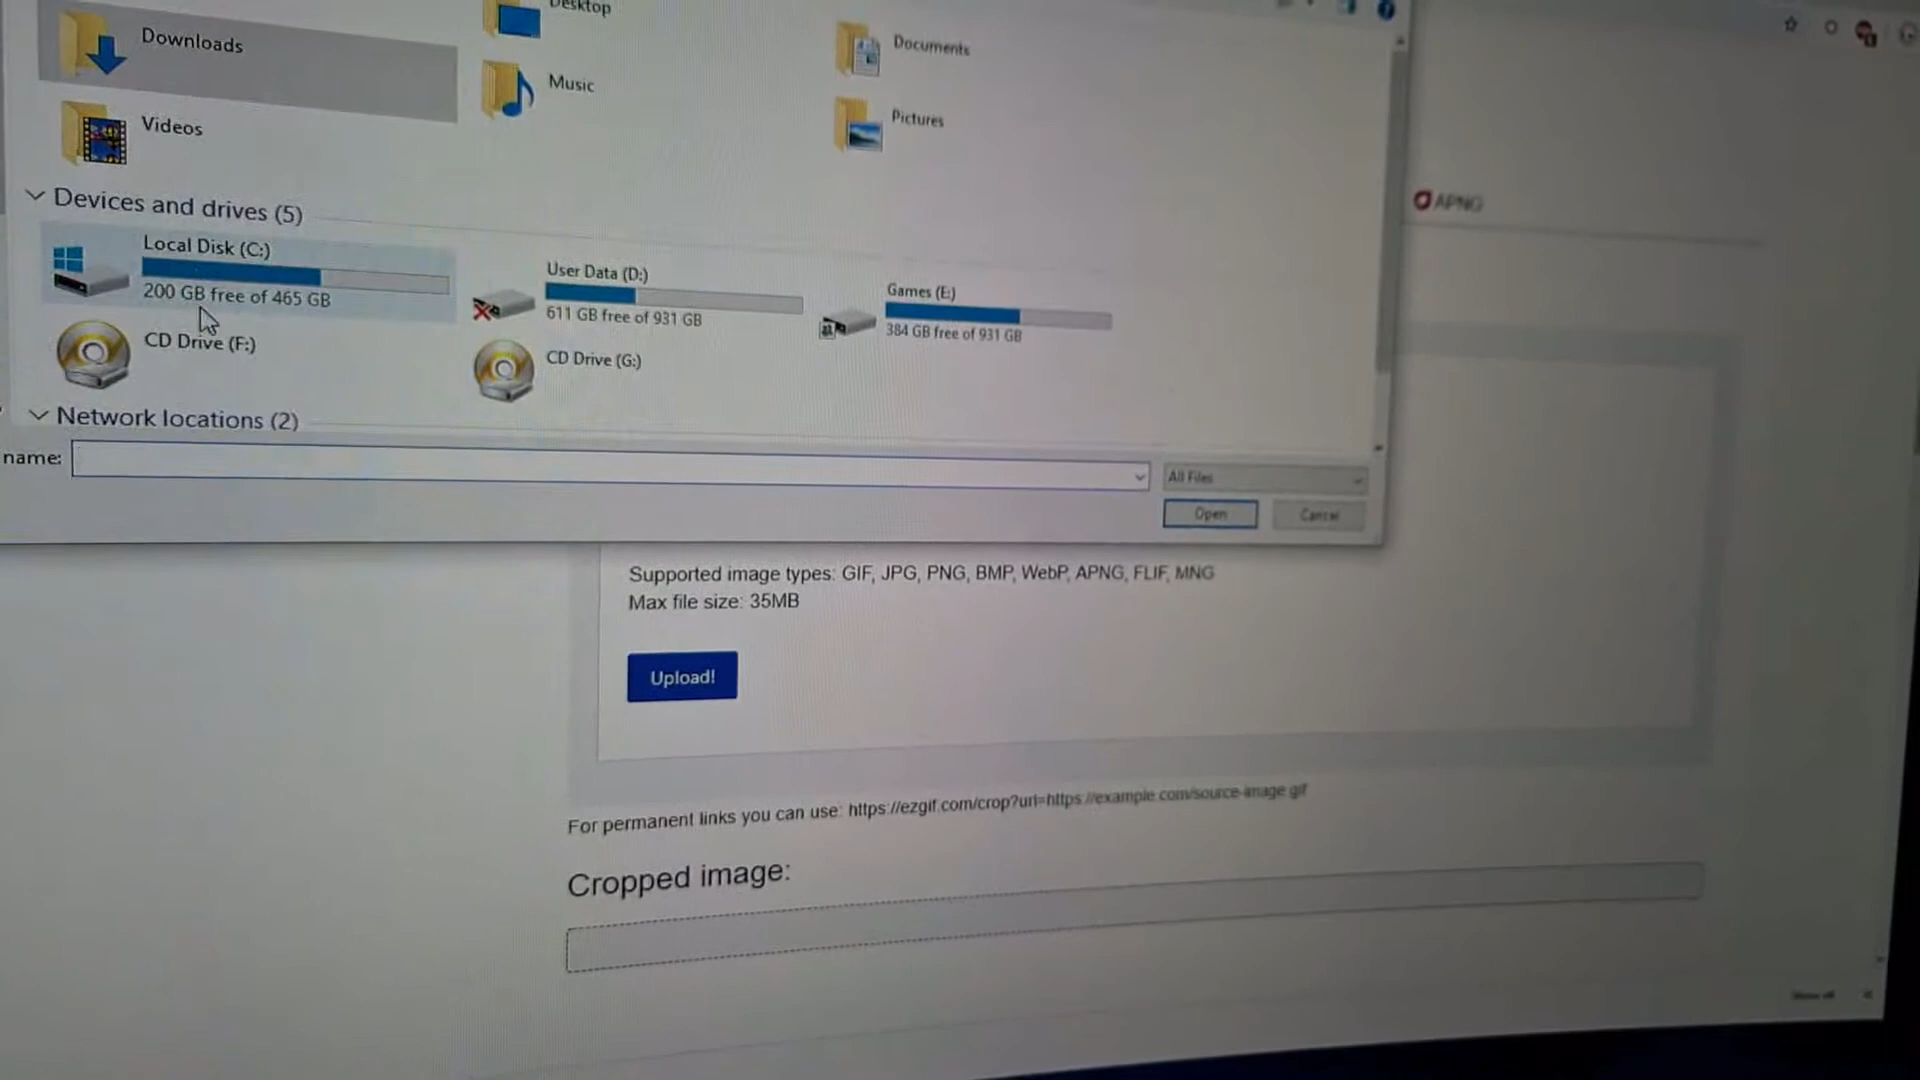 Desktop
Downloads
Documents
Music
Videos
Pictures
Devices and drives (5)
Local Disk (C:)
200 GB free of 465 GB
User Data (D:)
611 GB free of 931 GB
Games (E:)
384 GB free of 931 GB
CD Drive (F:)
CD Drive (G:)
Network locations (2)
name:
All Files
Open
Cancel
APNG
Supported image types: GIF, JPG, PNG, BMP, WebP, APNG, FLIF, MNG
Max file size: 35MB
Upload!
For permanent links you can use: https://ezgif.com/crop?url=https://example.com/source-image.gif
Cropped image:
Show all